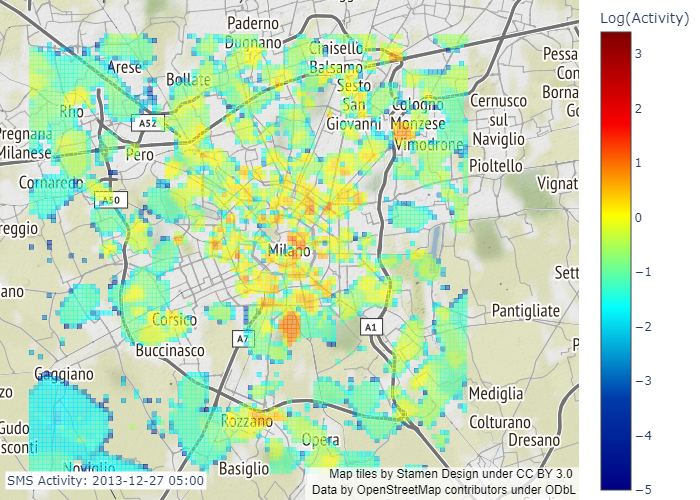 Log(Activity)
3
2
1
0
−1
−2
−3
−4
−5
Paderno
Dugnano
Cinisello
Balsamo
Sesto
San
Giovanni
Arese
Bollate
Rho
A52
Pero
Pregnana
Milanese
Cornaredo
A50
reggio
Cologno
Monzese
Vimodrone
Cernusco
sul
Naviglio
Pioltello
Pessa
Con
Borna
Go
Vignat
Milano
Sett
ano
Pantigliate
Corsico
Buccinasco
A7
A1
P
Gaggiano
zo
Gudo
sconti
Noviglio
Rozzano
Opera
Basiglio
Mediglia
Colturano
Dresano
SMS Activity: 2013-12-27 05:00
Map tiles by Stamen Design under CC BY 3.0
Data by OpenStreetMap contributors under ODbL